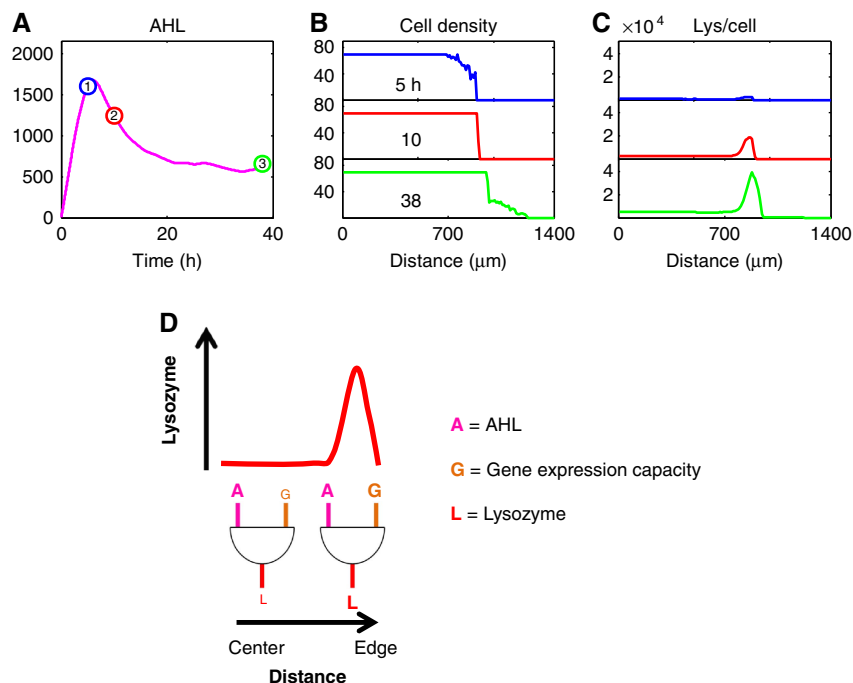 A
AHL
2000
1500
1000
500
0
1
2
3
0
20
40
Time (h)
B
Cell density
80
40
5 h
80
40
10
80
40
38
0
700
1400
Distance (μm)
C
×10 4
Lys/cell
4
2
4
2
4
2
0
700
1400
Distance (μm)
D
Lysozyme
A
G
A
G
L
L
Center
Edge
Distance
A = AHL
G = Gene expression capacity
L = Lysozyme